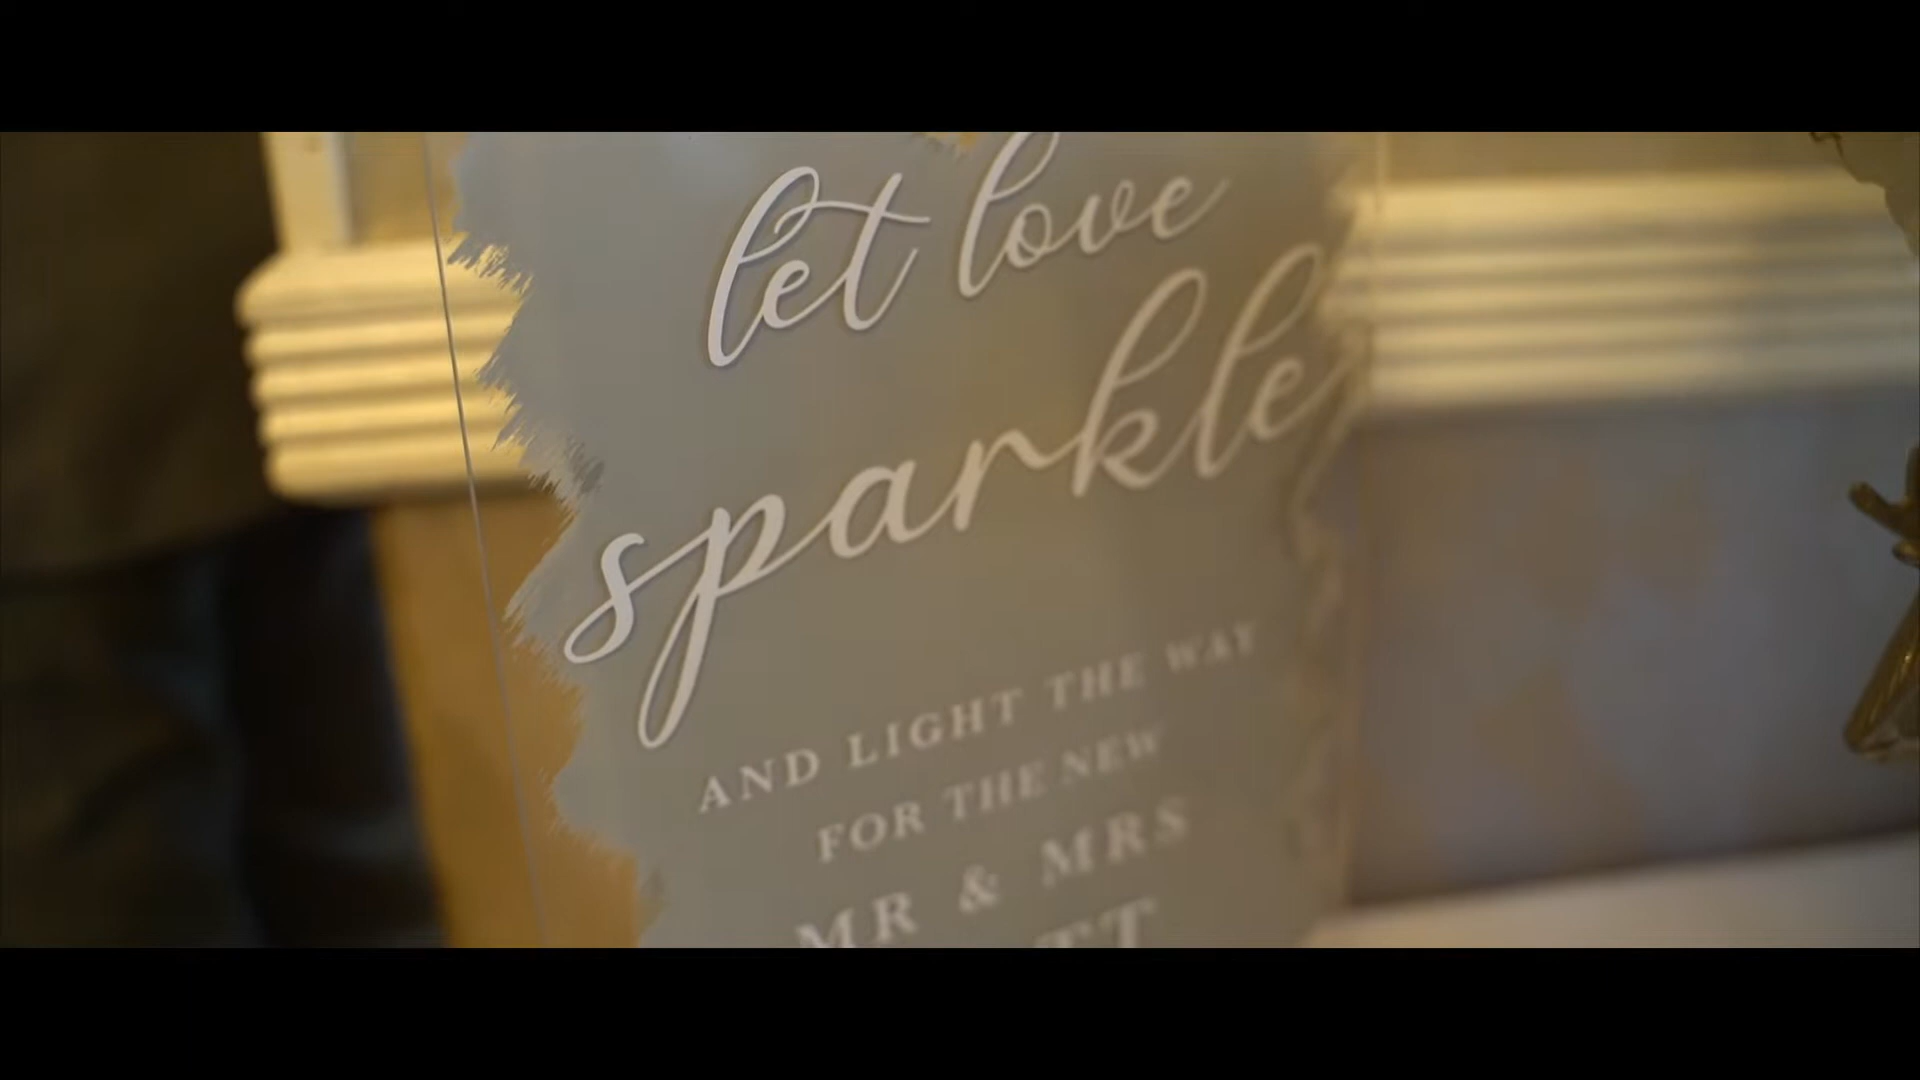 let love
sparkle
AND LIGHT THE WAY
FOR THE NEW
MR & MRS